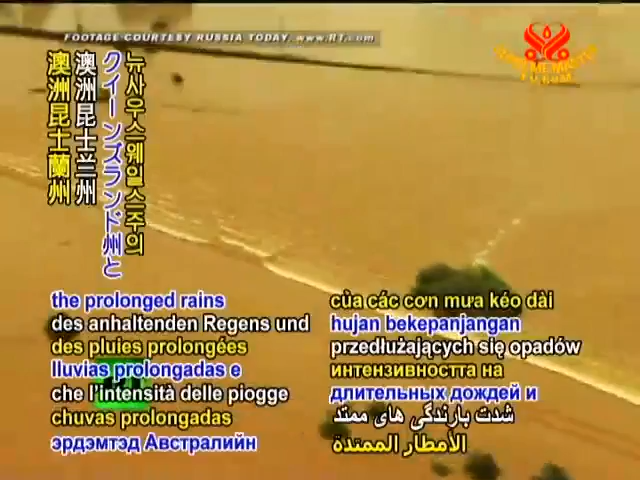 FOOTAGE COURTESY RUSSIA TODAY, www.RT.com
澳洲昆士蘭州
澳洲昆士兰州
クイーンズランド州と
뉴사우스웨일스주의
the prolonged rains
des anhaltenden Regens und
des pluies prolongées
lluvias prolongadas e
che l'intensità delle piogge
chuvas prolongadas
эрдэмтэд Австралийн
của các cơn mưa kéo dài
hujan bekepanjangan
przedłużających się opadów
интензивността на
длительных дождей и
شدت بارندگی های ممتد
الأمطار الممتدة